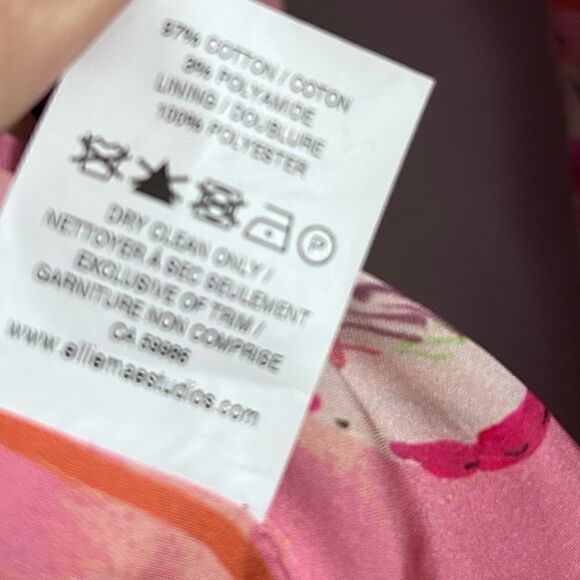 97% COTTON / COTON
3% POLYAMIDE
LINING / DOUBLURE
100% POLYESTER
P
DRY CLEAN ONLY /
NETTOYER À SEC SEULEMENT
EXCLUSIVE OF TRIM /
GARNITURE NON COMPRISE
CA 59986
www.elliemaestudios.com